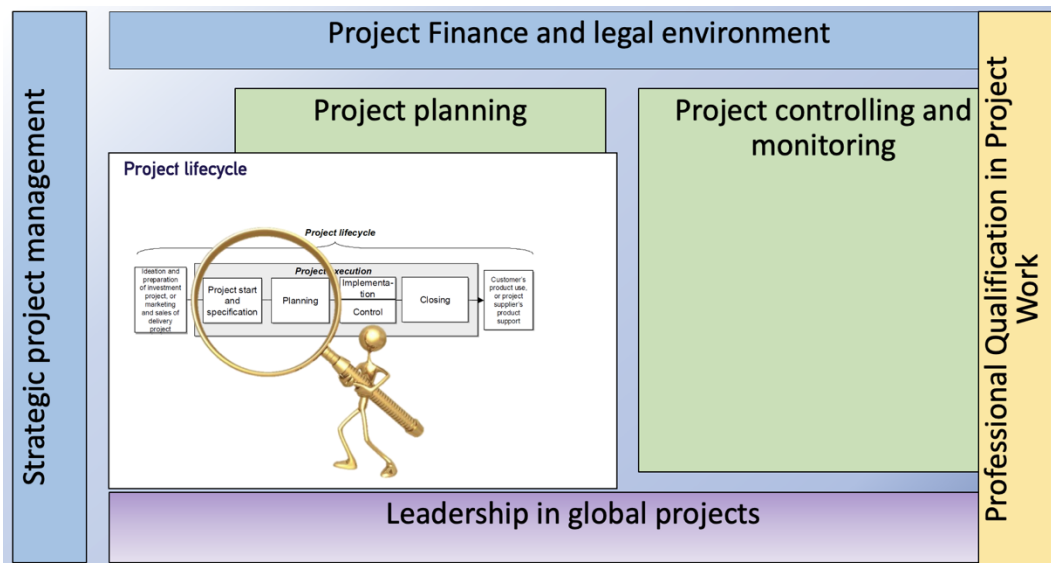 Project Finance and legal environment
Strategic project management
Project planning
Project controlling and
monitoring
Professional Qualification in Project
Work
Project lifecycle
Project lifecycle
Project execution
Ideation and
preparation
of investment
project, or
marketing
and sales of
delivery
project
Project start
and
specification
Planning
Implementa-
tion
Control
Closing
Customer's
product use,
or project
supplier's
product
support
Leadership in global projects